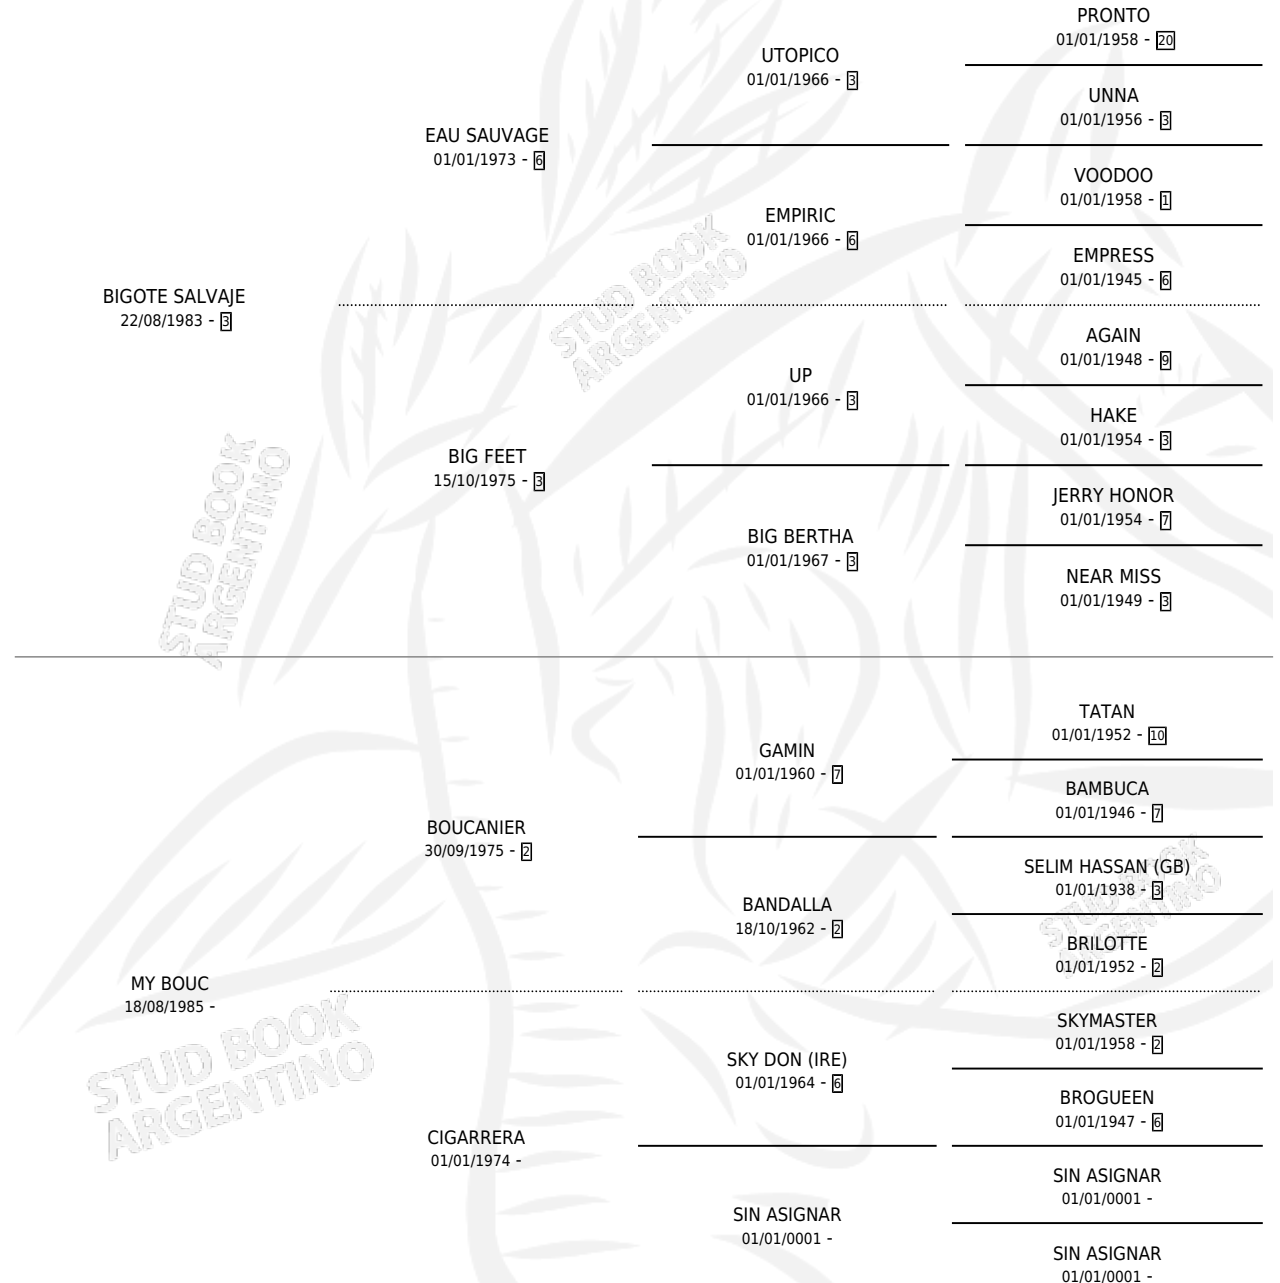 PRONTO
01/01/1958 - 20
UTOPICO
01/01/1966 - 3
UNNA
01/01/1956 - 3
EAU SAUVAGE
01/01/1973 - 6
VOODOO
01/01/1958 - 1
EMPIRIC
01/01/1966 - 6
EMPRESS
01/01/1945 - 6
BIGOTE SALVAJE
22/08/1983 - 3
STUD BOOK
ARGENTINO
AGAIN
01/01/1948 - 9
UP
01/01/1966 - 3
HAKE
01/01/1954 - 3
BIG FEET
15/10/1975 - 3
JERRY HONOR
01/01/1954 - 7
BIG BERTHA
01/01/1967 - 3
NEAR MISS
01/01/1949 - 3
STUD BOOK
ARGENTINO
TATAN
01/01/1952 - 10
GAMIN
01/01/1960 - 7
BAMBUCA
01/01/1946 - 7
BOUCANIER
30/09/1975 - 2
SELIM HASSAN (GB)
01/01/1938 - 3
BANDALLA
18/10/1962 - 2
BRILOTTE
01/01/1952 - 2
STUD BOOK
ARGENTINO
MY BOUC
18/08/1985 -
SKYMASTER
01/01/1958 - 2
SKY DON (IRE)
01/01/1964 - 6
BROGUEEN
01/01/1947 - 6
STUD BOOK
ARGENTINO
CIGARRERA
01/01/1974 -
SIN ASIGNAR
01/01/0001 -
SIN ASIGNAR
01/01/0001 -
SIN ASIGNAR
01/01/0001 -